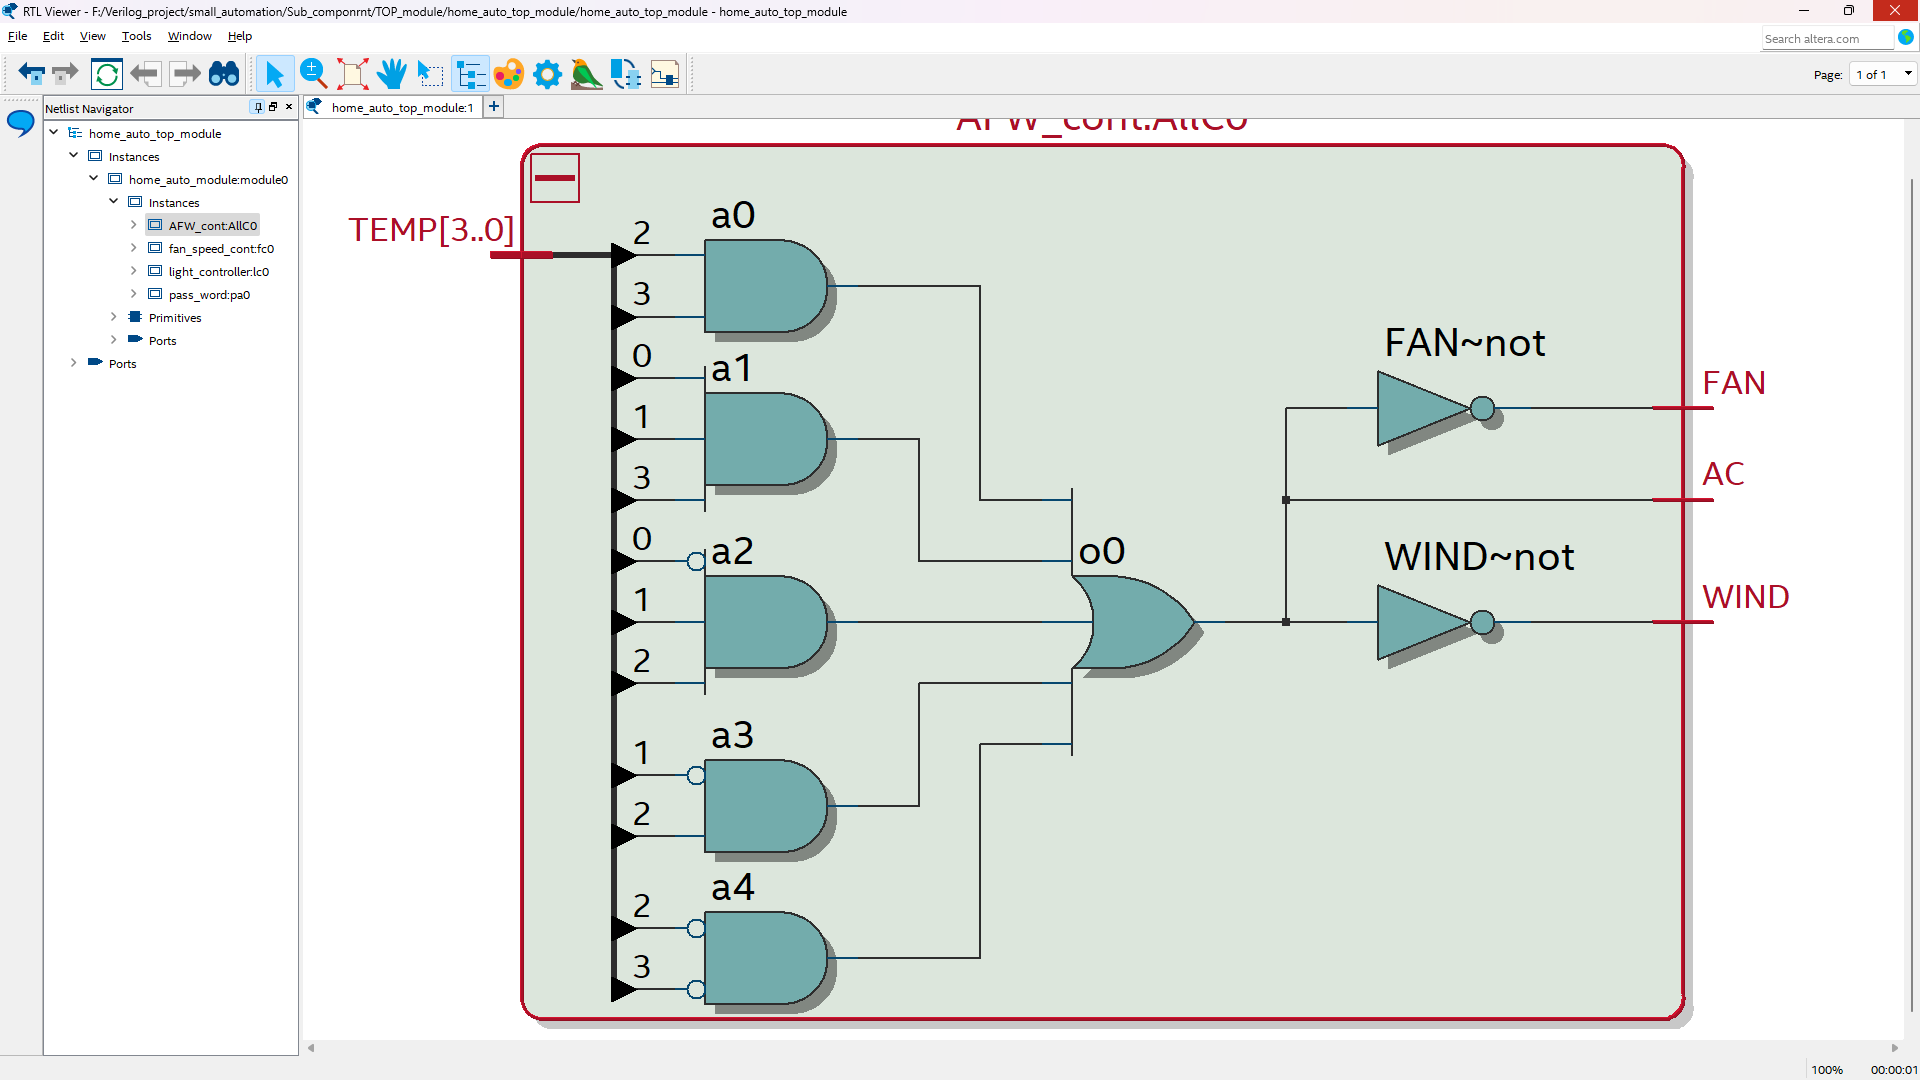 RTL Viewer - F:/Verilog_project/small_automation/Sub_componrnt/TOP_module/home_auto_top_module/home_auto_top_module - home_auto_top_module
File Edit View Tools Window Help
Search altera.com
Page: 1 of 1
Netlist Navigator
home_auto_top_module
Instances
home_auto_module:module0
Instances
AFW_cont:AllC0
fan_speed_cont:fc0
light_controller:lc0
pass_word:pa0
Primitives
Ports
Ports
home_auto_top_module:1
AFW_cont:AllC0
TEMP[3..0]
2
3
a0
0
1
3
a1
0
1
2
a2
1
2
a3
2
3
a4
o0
FAN~not
WIND~not
FAN
AC
WIND
100% 00:00:01